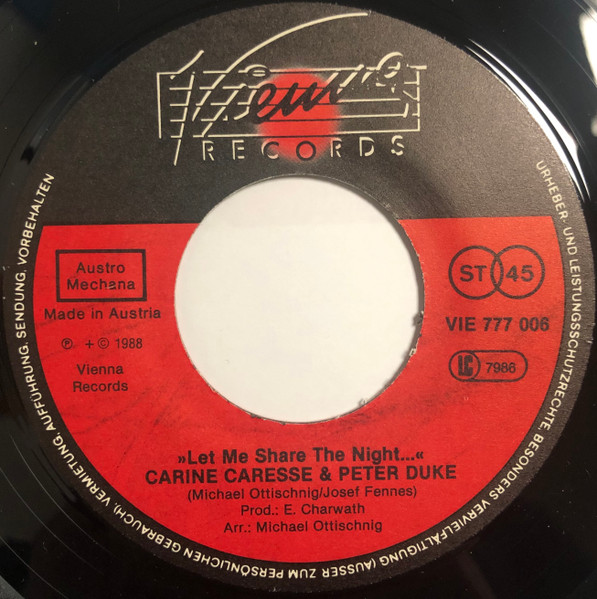 Vienna
RECORDS
Austro
Mechana
Made in Austria
℗ + © 1988
Vienna
Records
ST 45
VIE 777 006
LC 7986
»Let Me Share The Night...«
CARINE CARESSE & PETER DUKE
(Michael Ottischnig/Josef Fennes)
Prod.: E. Charwath
Arr.: Michael Ottischnig
URHEBER- UND LEISTUNGSSCHUTZRECHTE, BESONDERS VERVIELFÄLTIGUNG (AUSSER ZUM PERSÖNLICHEN GEBRAUCH), VERMIETUNG, AUFFÜHRUNG, SENDUNG, VORBEHALTEN